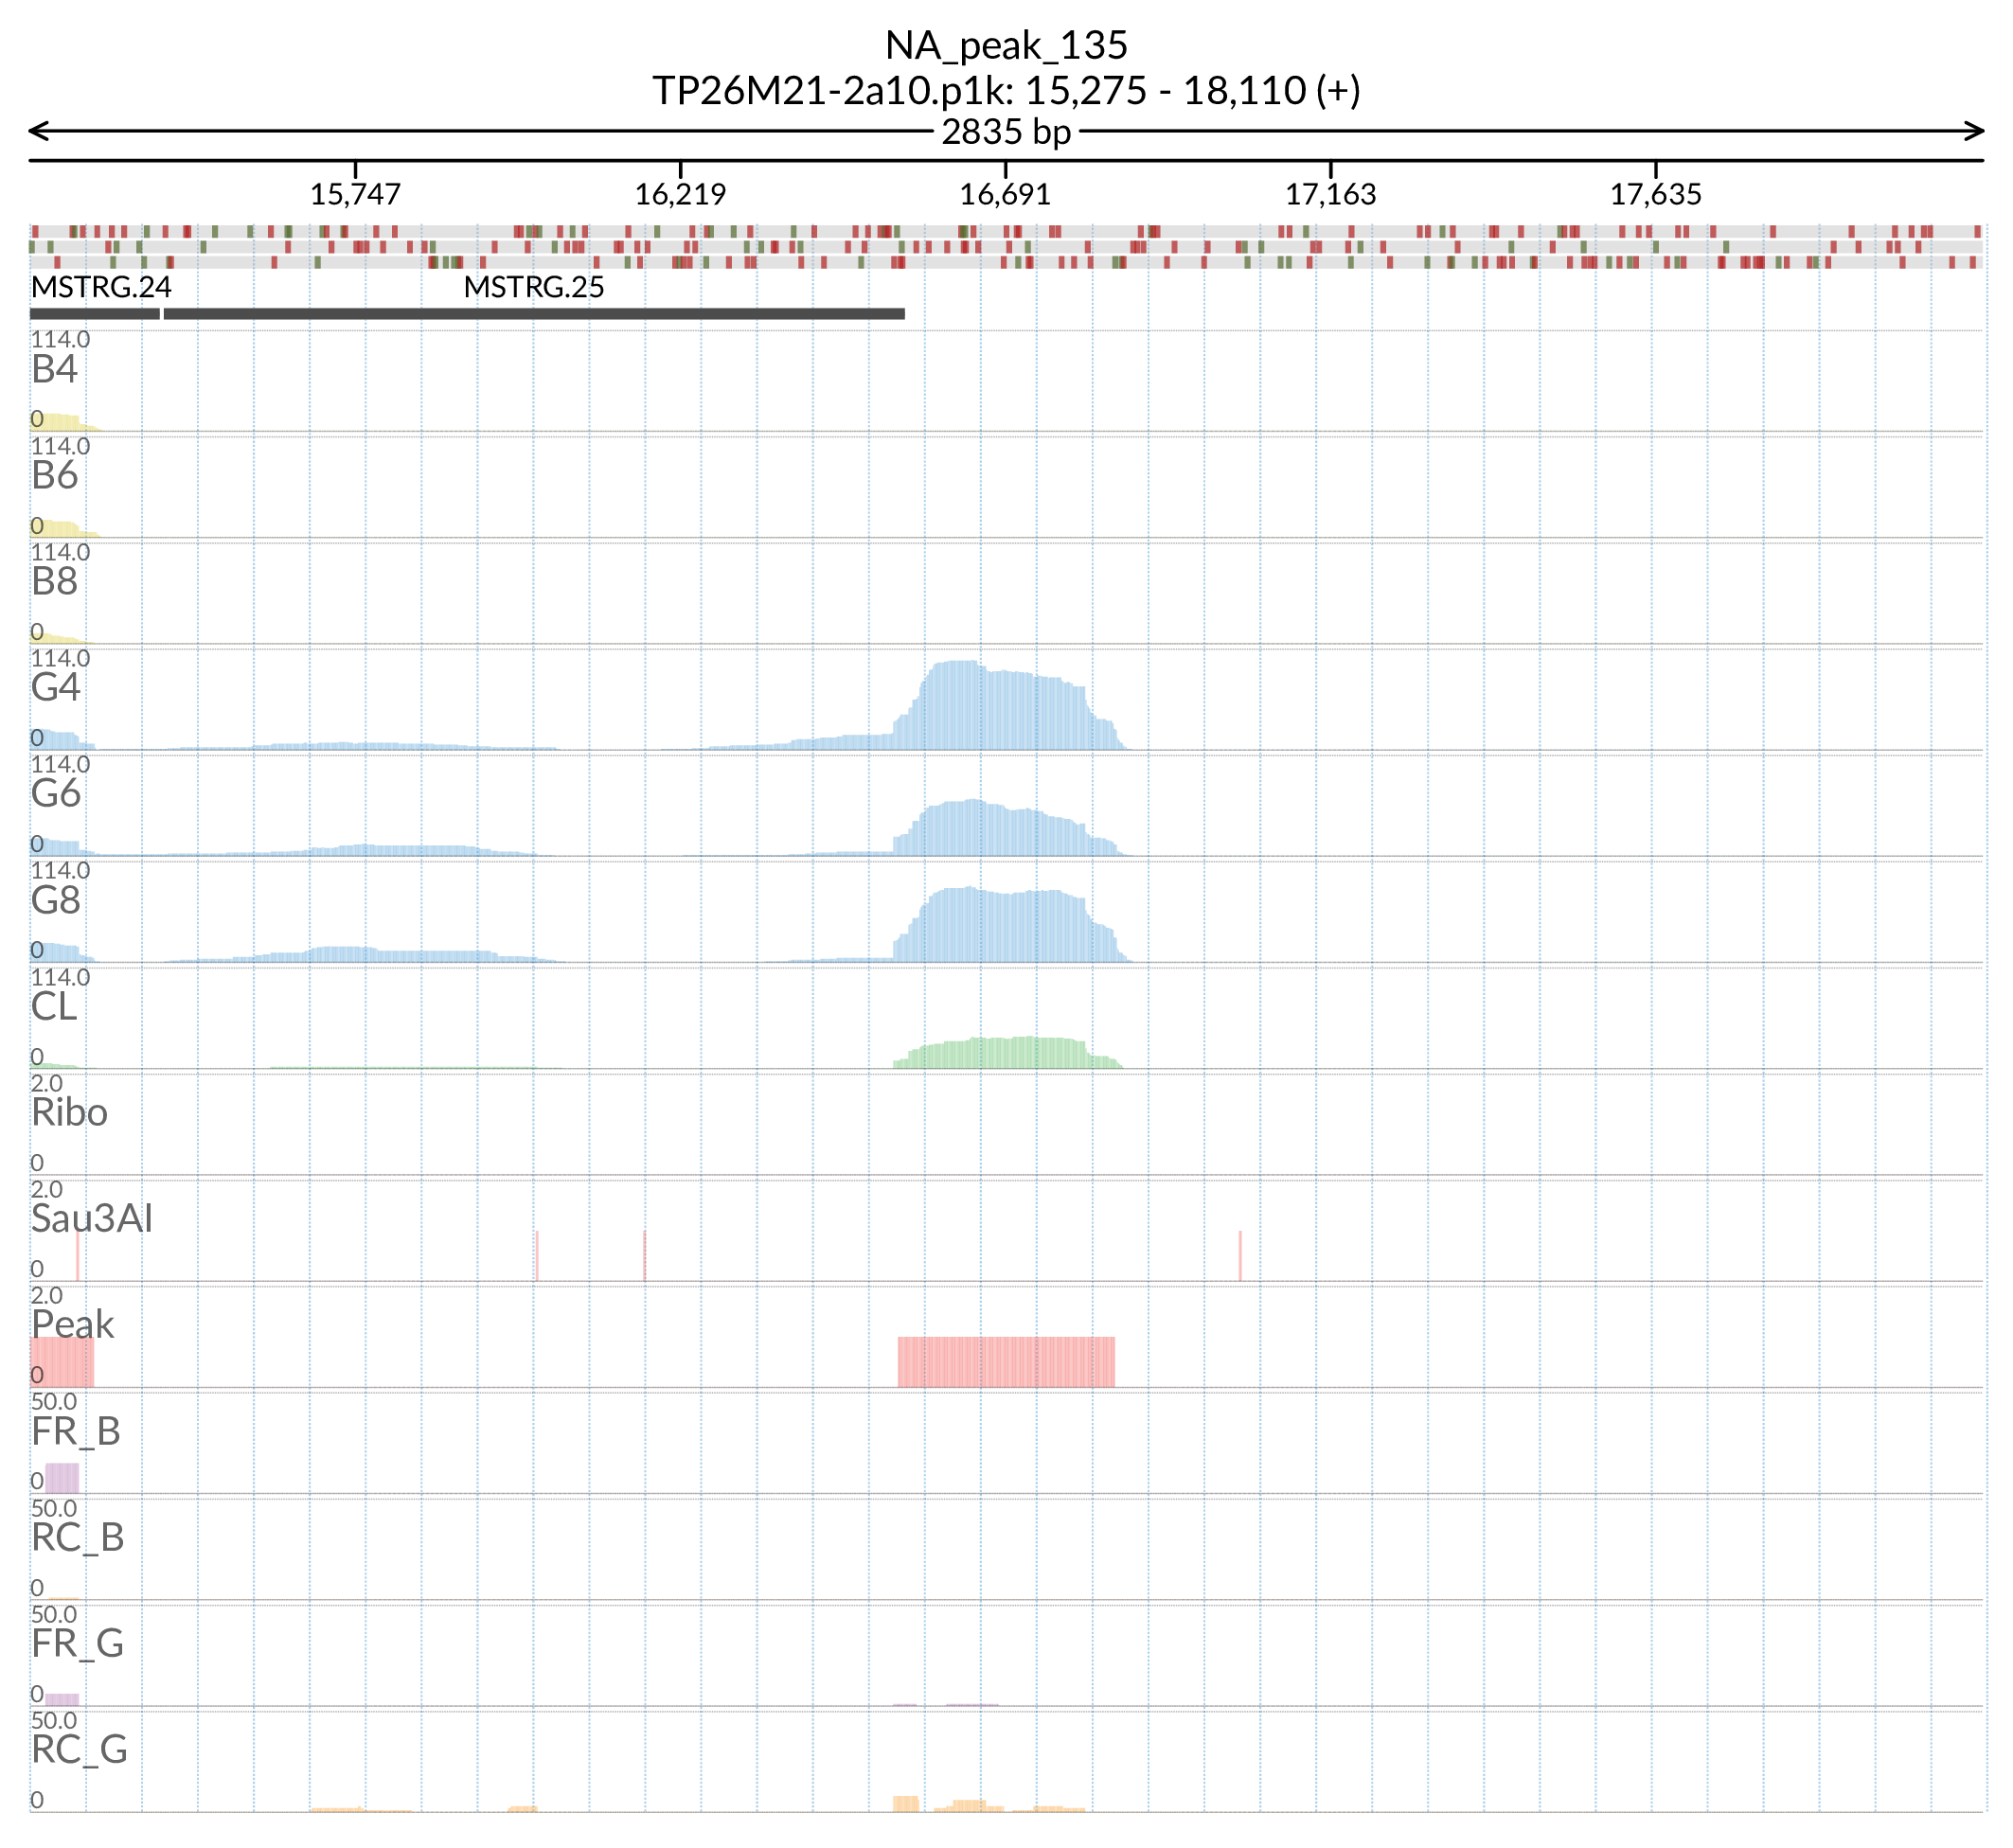 NA_peak_135
TP26M21-2a10.p1k: 15,275 - 18,110 (+)
2835 bp
15,747 16,219 16,691 17,163 17,635
MSTRG.24 MSTRG.25
114.0
B4
0
114.0
B6
0
114.0
B8
0
114.0
G4
0
114.0
G6
0
114.0
G8
0
114.0
CL
0
2.0
Ribo
0
2.0
Sau3AI
0
2.0
Peak
0
50.0
FR_B
0
50.0
RC_B
0
50.0
FR_G
0
50.0
RC_G
0